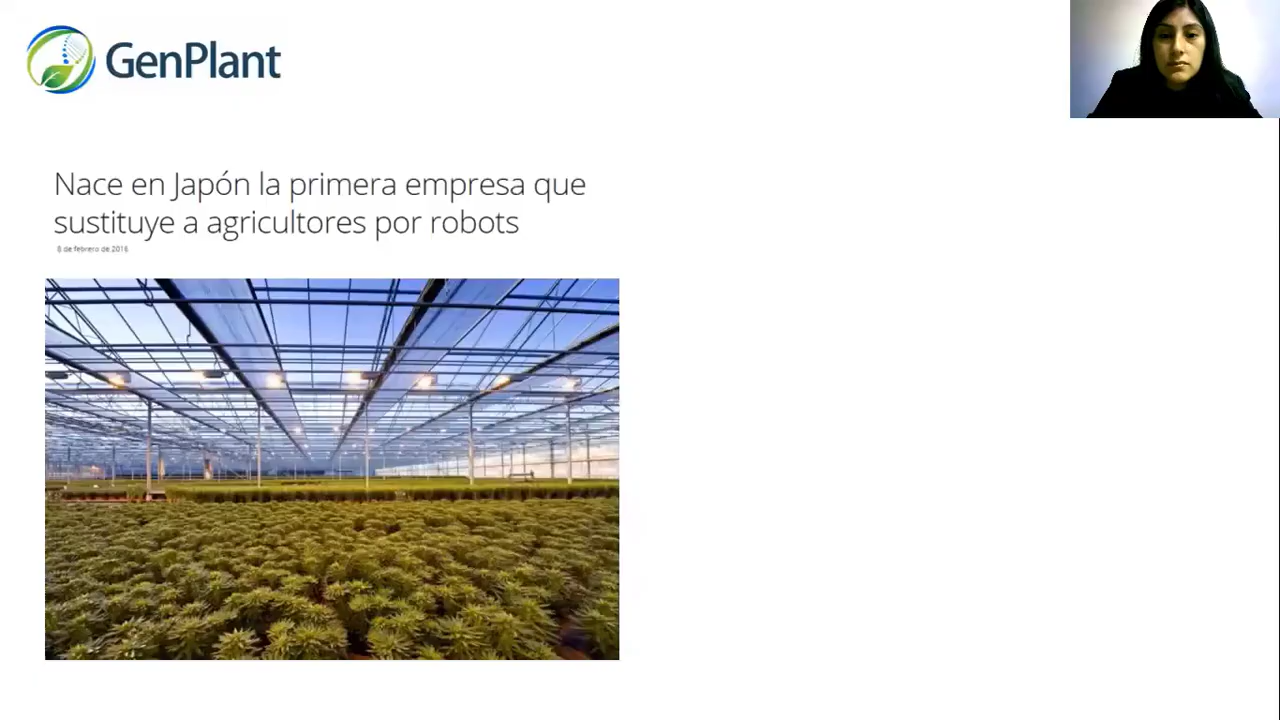 GenPlant
Nace en Japón la primera empresa que
sustituye a agricultores por robots
8 de febrero de 2016